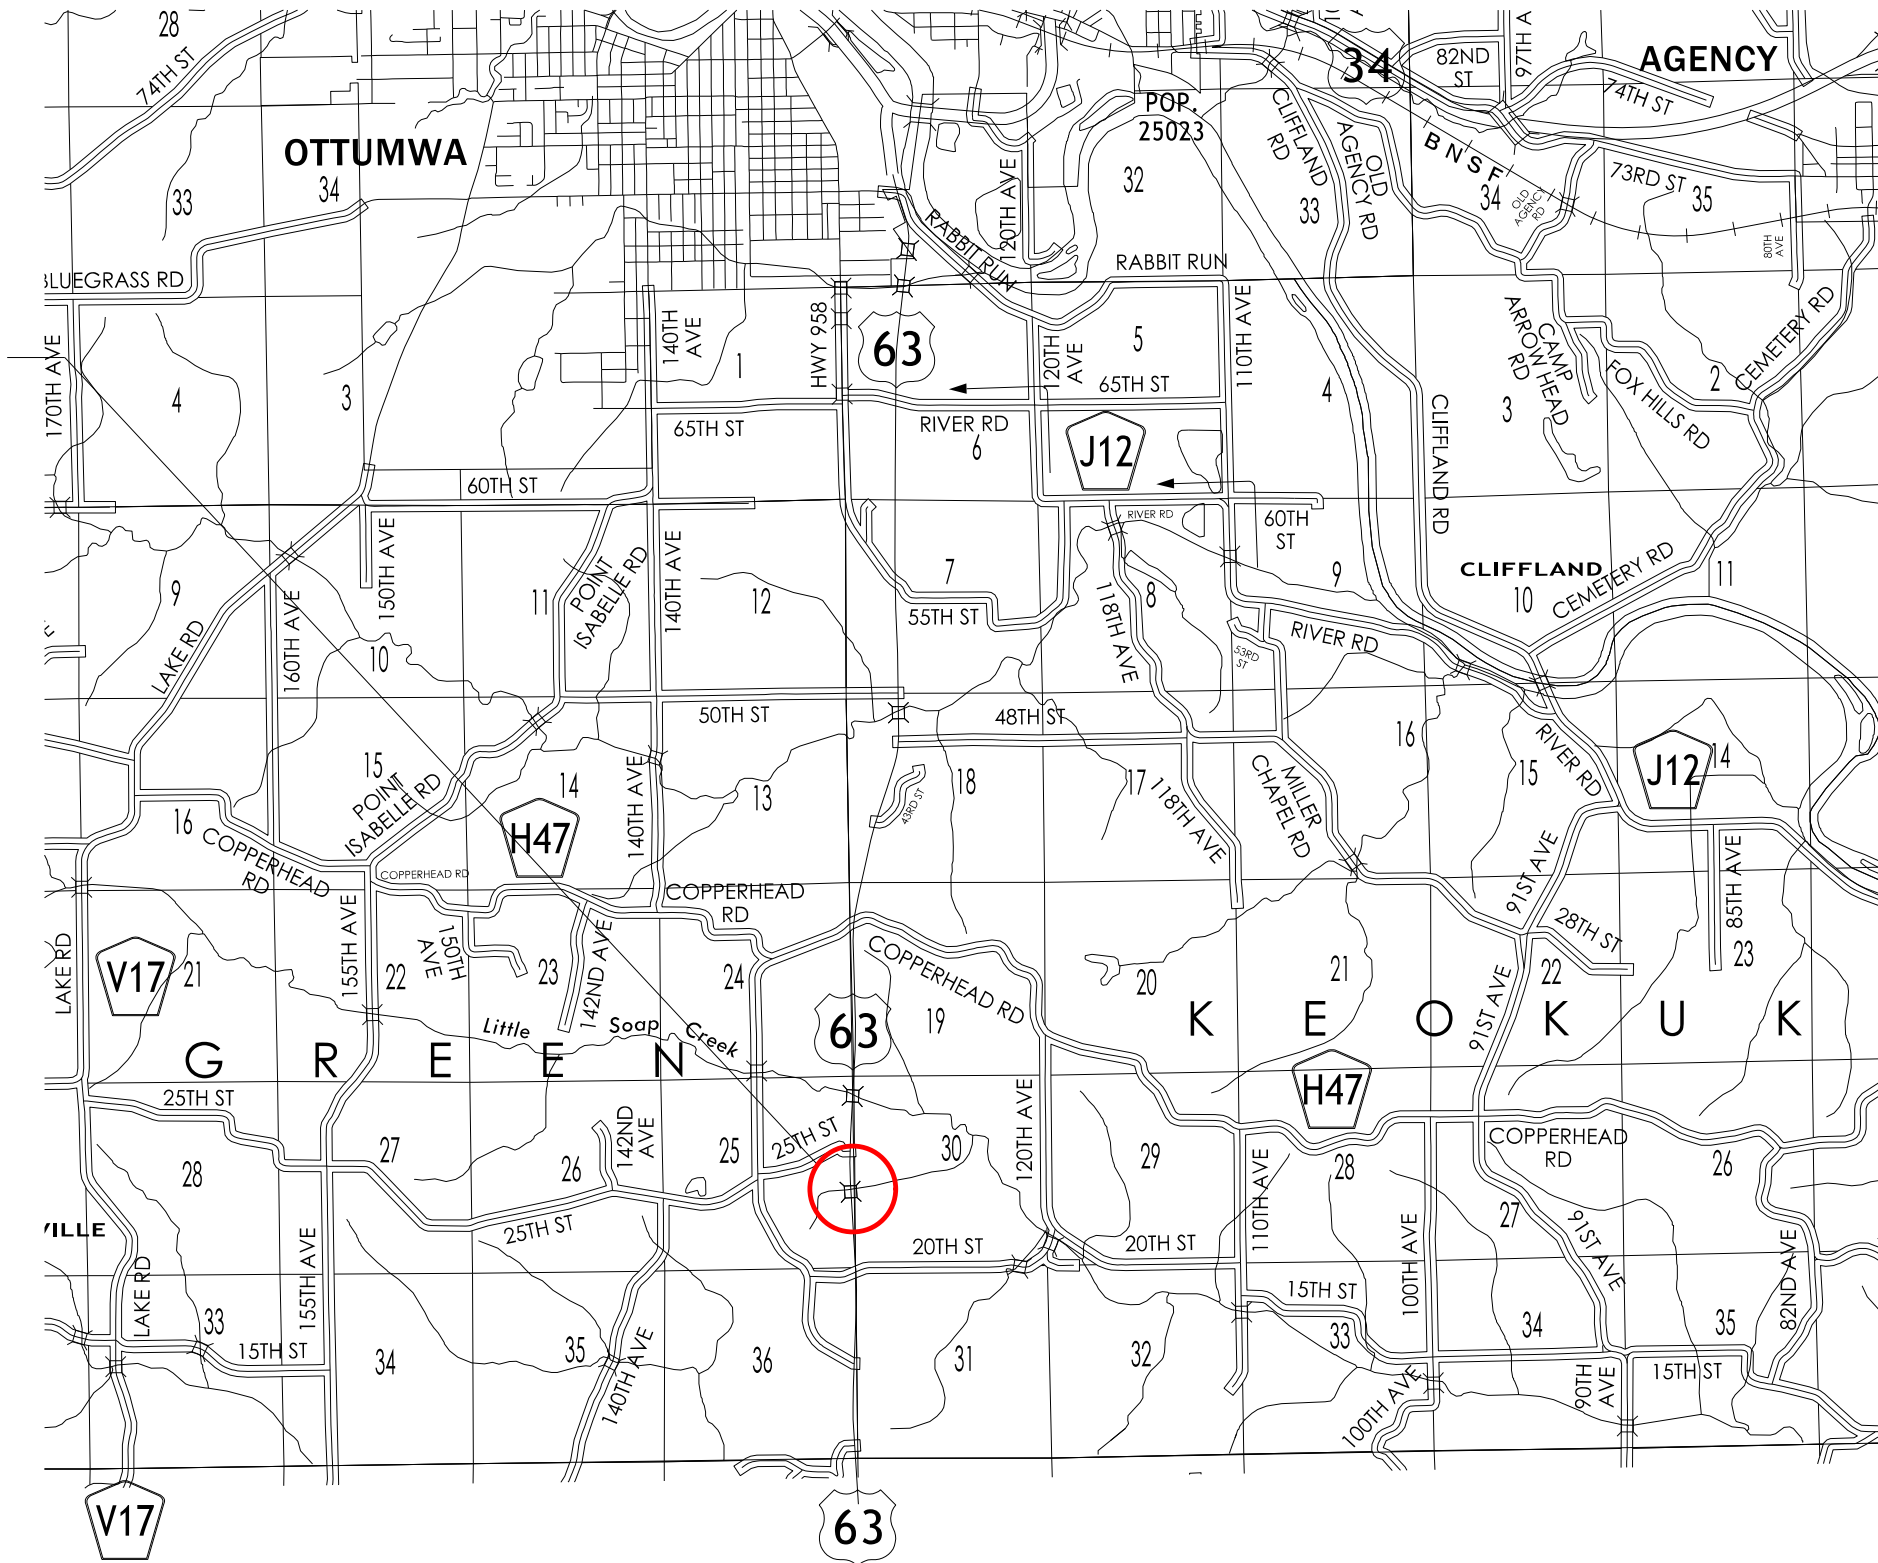 28
74TH ST
34
82ND
ST
97TH A
AGENCY
74TH ST
POP.
25023
CLIFFLAND
RD
OLD
AGENCY RD
BNSF
OTTUMWA
33
34
120TH AVE
32
33
34
OLD
AGENCY
RD
73RD ST
35
80TH
AVE
RABBIT RUN
RABBIT RUN
BLUEGRASS RD
170TH AVE
4
3
140TH
AVE
1
HWY 958
63
120TH
AVE
5
110TH AVE
4
CAMP
ARROW HEAD
RD
3
FOX HILLS RD
2
CEMETERY RD
65TH ST
65TH ST
RIVER RD
6
J12
CLIFFLAND RD
60TH ST
RIVER RD
60TH
ST
150TH AVE
POINT
ISABELLE RD
140TH AVE
9
LAKE RD
160TH AVE
10
11
12
7
55TH ST
8
118TH AVE
9
53RD
ST
RIVER RD
CLIFFLAND
10
CEMETERY RD
11
50TH ST
48TH ST
16
15
RIVER RD
J12
14
15
POINT
ISABELLE RD
14
H47
140TH AVE
13
43RD ST
18
17
118TH AVE
MILLER
CHAPEL RD
91ST AVE
85TH AVE
16
COPPERHEAD
RD
COPPERHEAD RD
COPPERHEAD
RD
28TH ST
LAKE RD
V17
21
155TH AVE
22
150TH
AVE
23
142ND AVE
24
COPPERHEAD RD
63
19
20
21
91ST AVE
22
23
Little Soap Creek
GREEN
KEOKUK
H47
25TH ST
28
27
26
142ND
AVE
25
25TH ST
30
120TH AVE
29
110TH AVE
28
COPPERHEAD
RD
26
VILLE
25TH ST
20TH ST
20TH ST
100TH AVE
27
91ST AVE
82ND AVE
LAKE RD
33
155TH AVE
15TH ST
34
35
140TH AVE
36
31
32
15TH ST
33
100TH AVE
34
90TH
AVE
35
15TH ST
V17
63